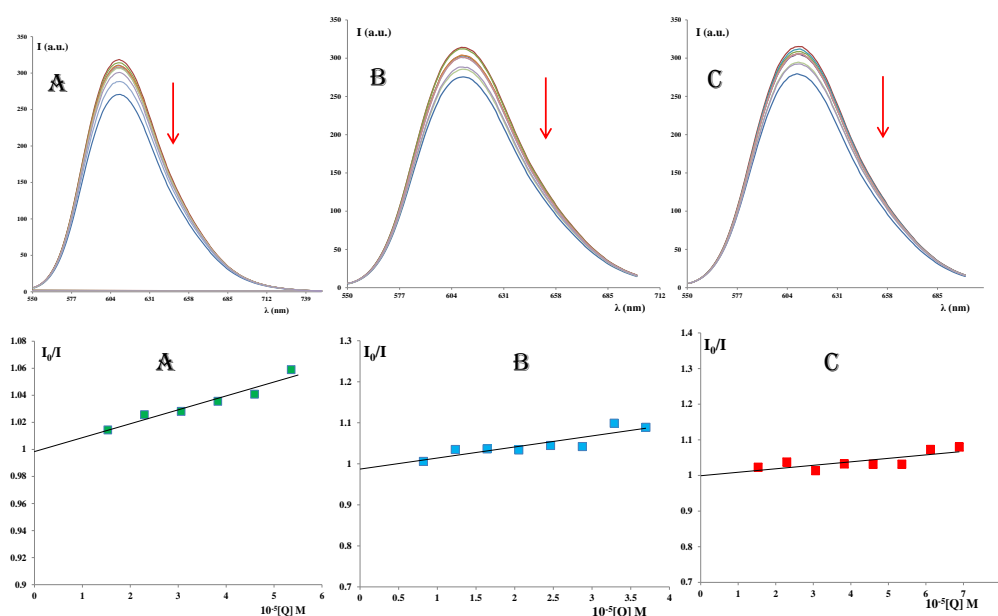 I (a.u.)
A
350
300
250
200
150
100
50
0
550 577 604 631 658 685 712 739
λ (nm)
I (a.u.)
B
350
300
250
200
150
100
50
0
550 577 604 631 658 685 712
λ (nm)
I (a.u.)
C
350
300
250
200
150
100
50
0
550 577 604 631 658 685
λ (nm)
I₀/I
A
1.08
1.06
1.04
1.02
1
0.98
0.96
0.94
0.92
0.9
0 1 2 3 4 5 6
10⁻⁵[Q] M
I₀/I
B
1.3
1.2
1.1
1
0.9
0.8
0.7
0 0.5 1 1.5 2 2.5 3 3.5 4
10⁻⁵[Q] M
I₀/I
C
1.4
1.3
1.2
1.1
1
0.9
0.8
0.7
0 1 2 3 4 5 6 7
10⁻⁵[Q] M